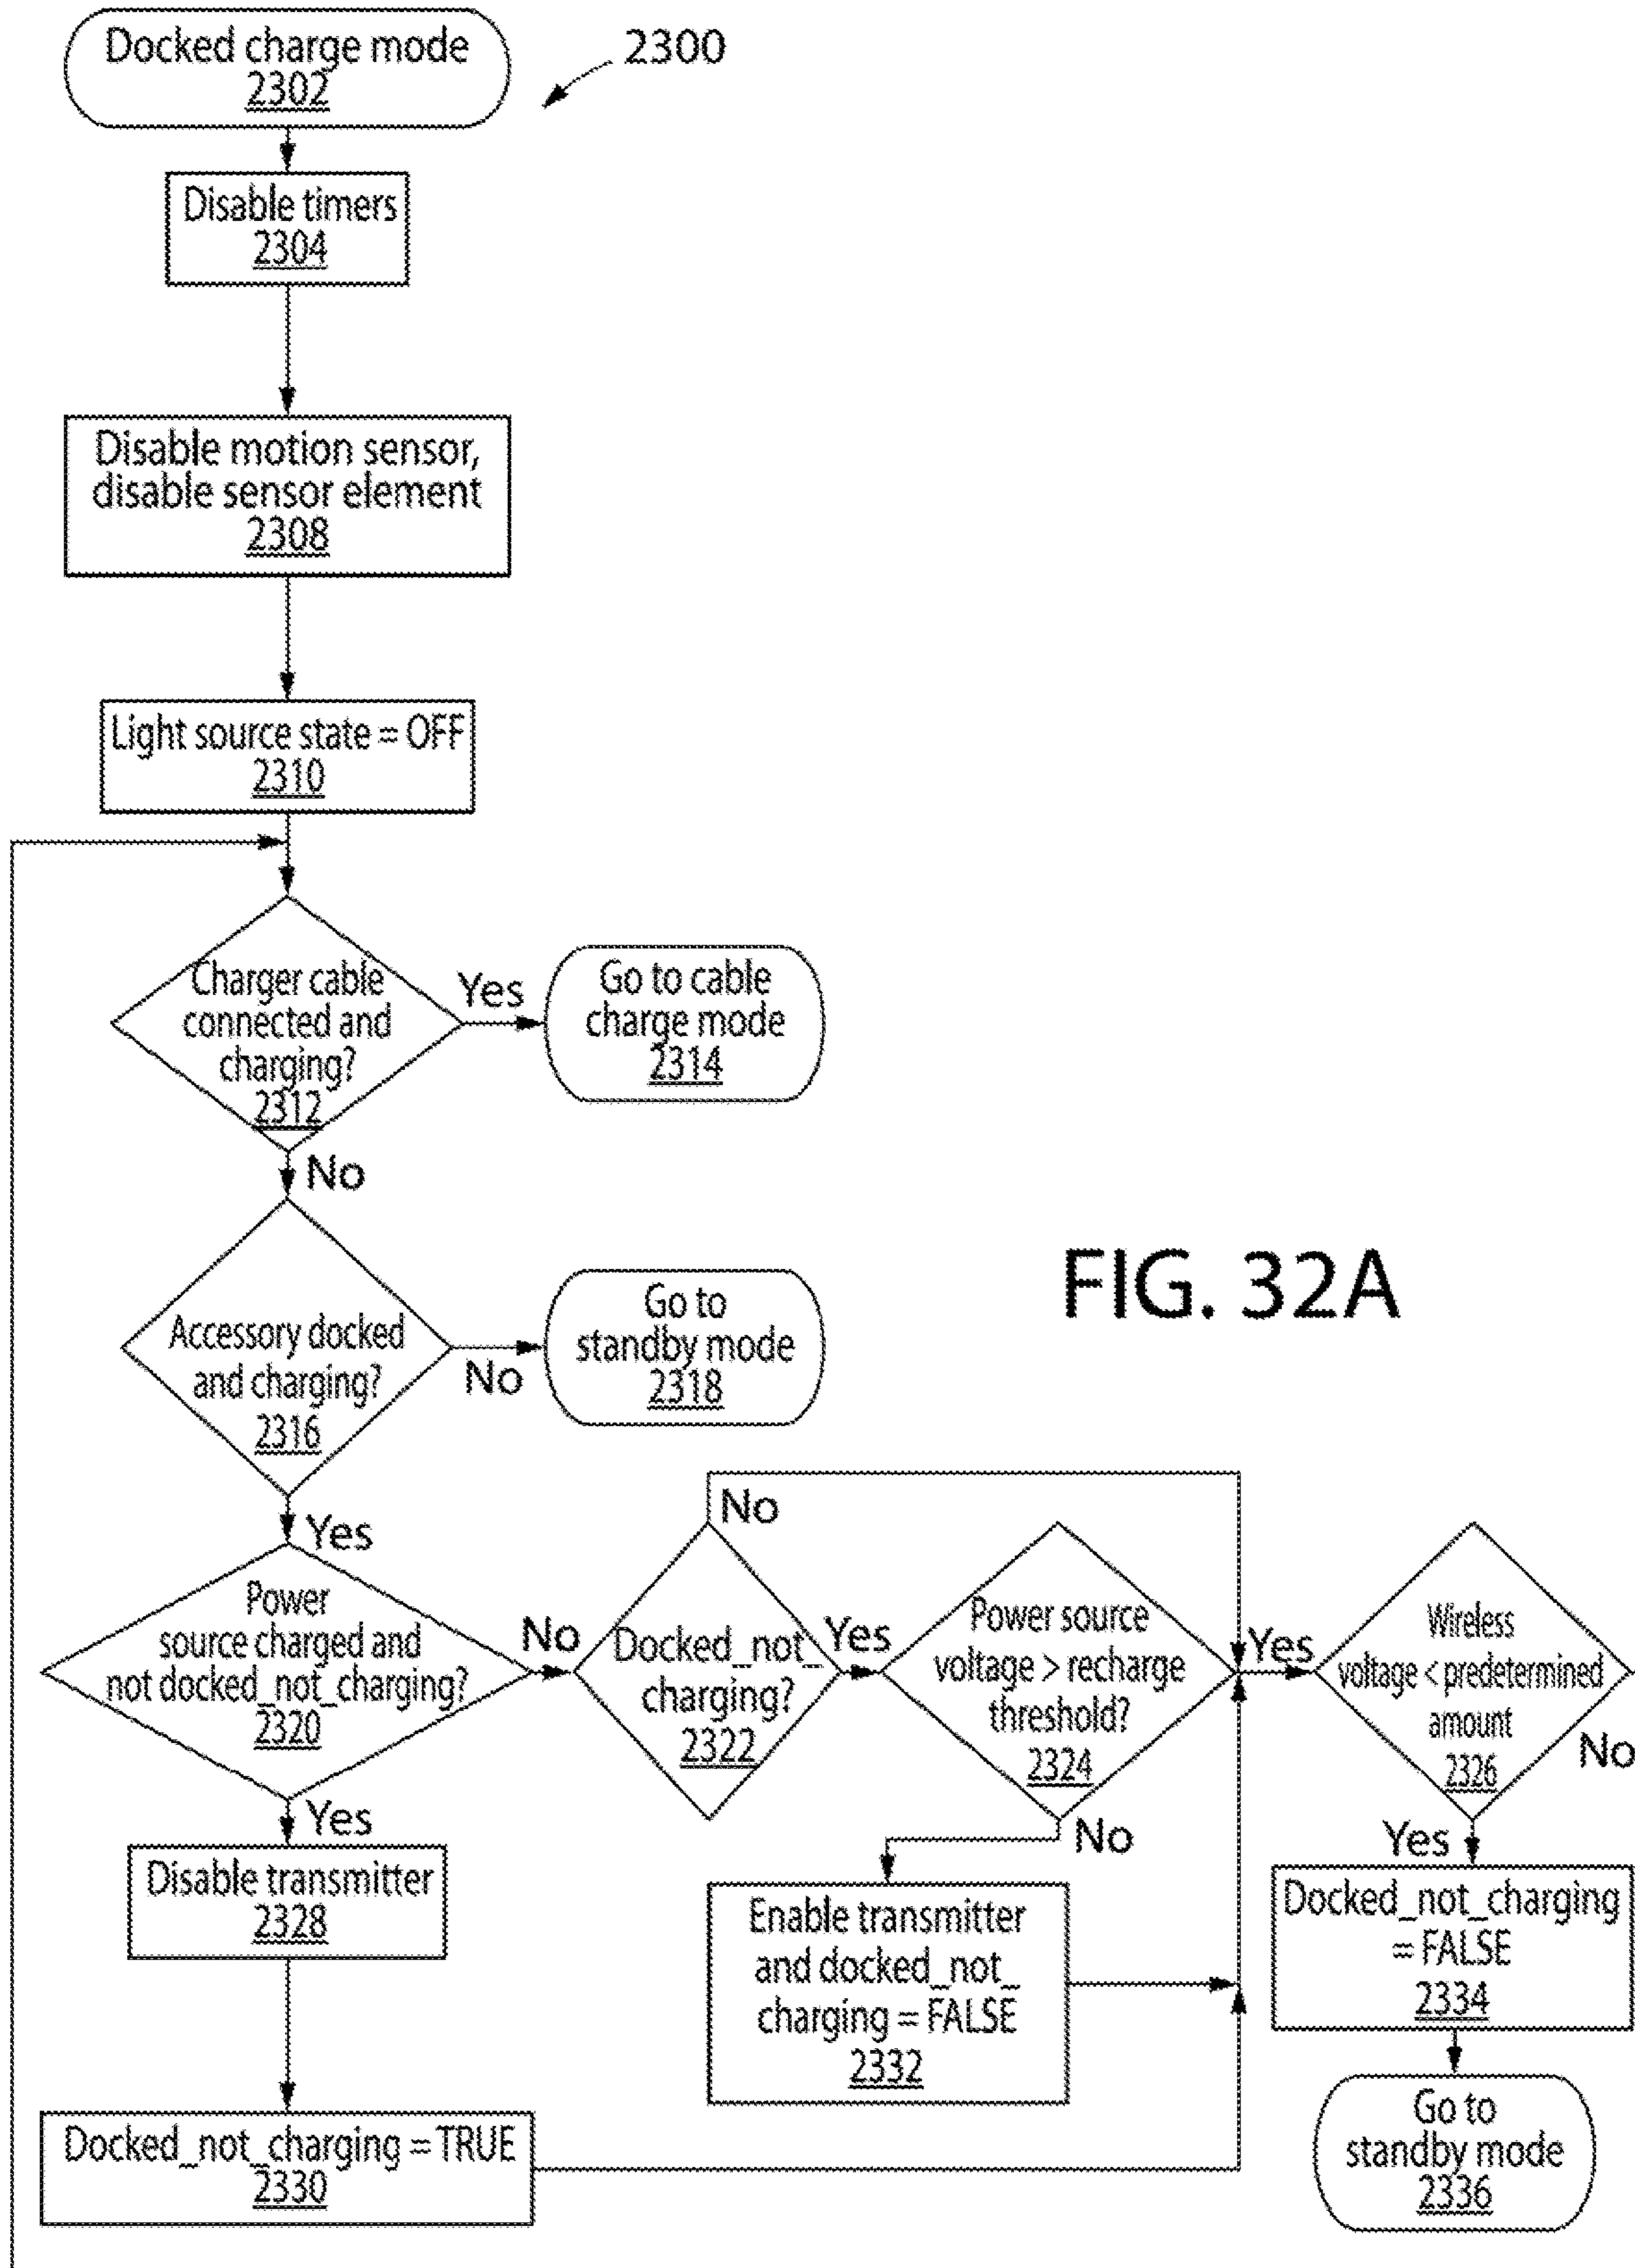 Docked charge mode
2302
2300
Disable timers
2304
Disable motion sensor,
disable sensor element
2308
Light source state = OFF
2310
Charger cable
connected and
charging?
2312
Yes
Go to cable
charge mode
2314
No
Accessory docked
and charging?
2316
No
Go to
standby mode
2318
FIG. 32A
Yes
Power
source charged and
not docked_not_charging?
2320
No
Docked_not_
charging?
2322
No
Yes
Power source
voltage > recharge
threshold?
2324
Yes
Wireless
voltage < predetermined
amount
2326
No
Yes
Disable transmitter
2328
No
Enable transmitter
and docked_not_
charging = FALSE
2332
Yes
Docked_not_charging
= FALSE
2334
Docked_not_charging = TRUE
2330
Go to
standby mode
2336